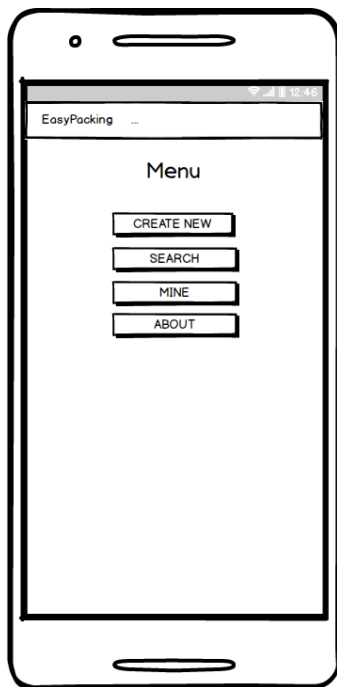 12:46
EasyPacking ...
Menu
CREATE NEW
SEARCH
MINE
ABOUT